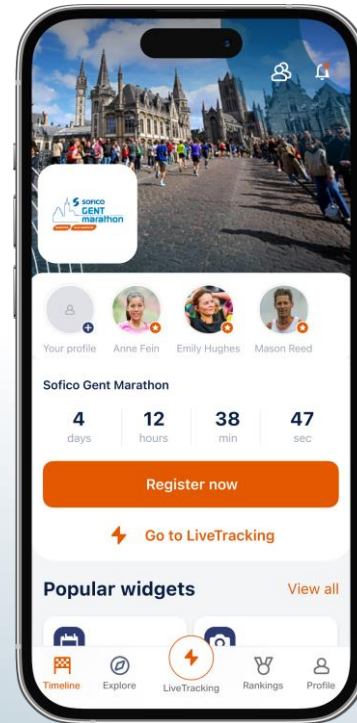 sofico
GENT
marathon
Your profile Anne Fein Emily Hughes Mason Reed
Sofico Gent Marathon
4 12 38 47
days hours min sec
Register now
Go to LiveTracking
Popular widgets View all
Timeline Explore LiveTracking Rankings Profile